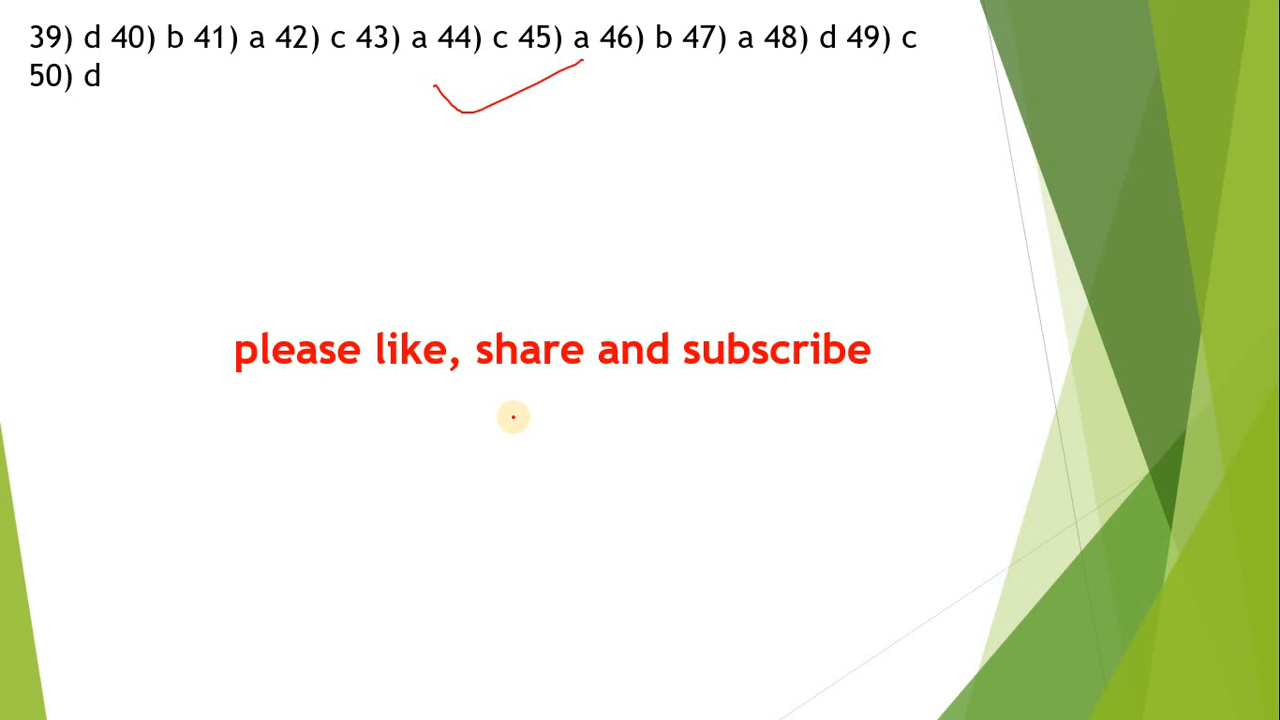 39) d 40) b 41) a 42) c 43) a 44) c 45) a 46) b 47) a 48) d 49) c
50) d
please like, share and subscribe